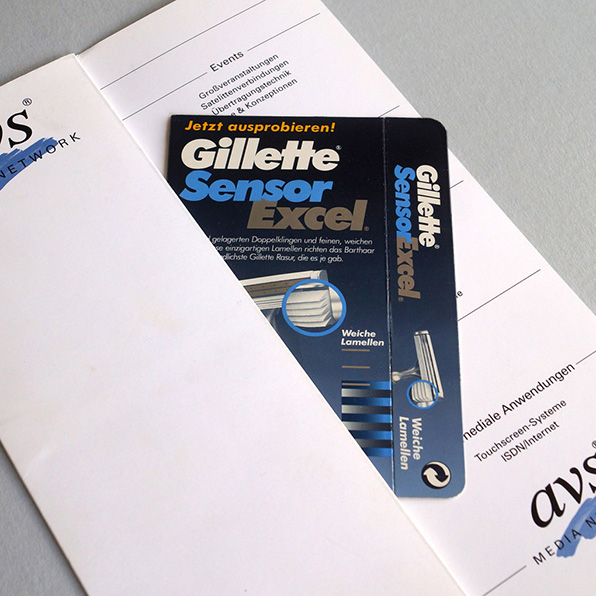 Events
Großveranstaltungen
Satelittenverbindungen
Übertragungstechnik
& Konzeptionen
®
NETWORK
Jetzt ausprobieren!
Gillette®
Sensor
Excel®
gelagerten Doppelklingen und feinen, weichen
einzigartigen Lamellen richten das Barthaar
Gillette Rasur, die es je gab.
Weiche
Lamellen
Gillette®
SensorExcel®
Weiche
Lamellen
Anwendungen
Touchscreen-Systeme
ISDN/Internet
avs
MEDIA N